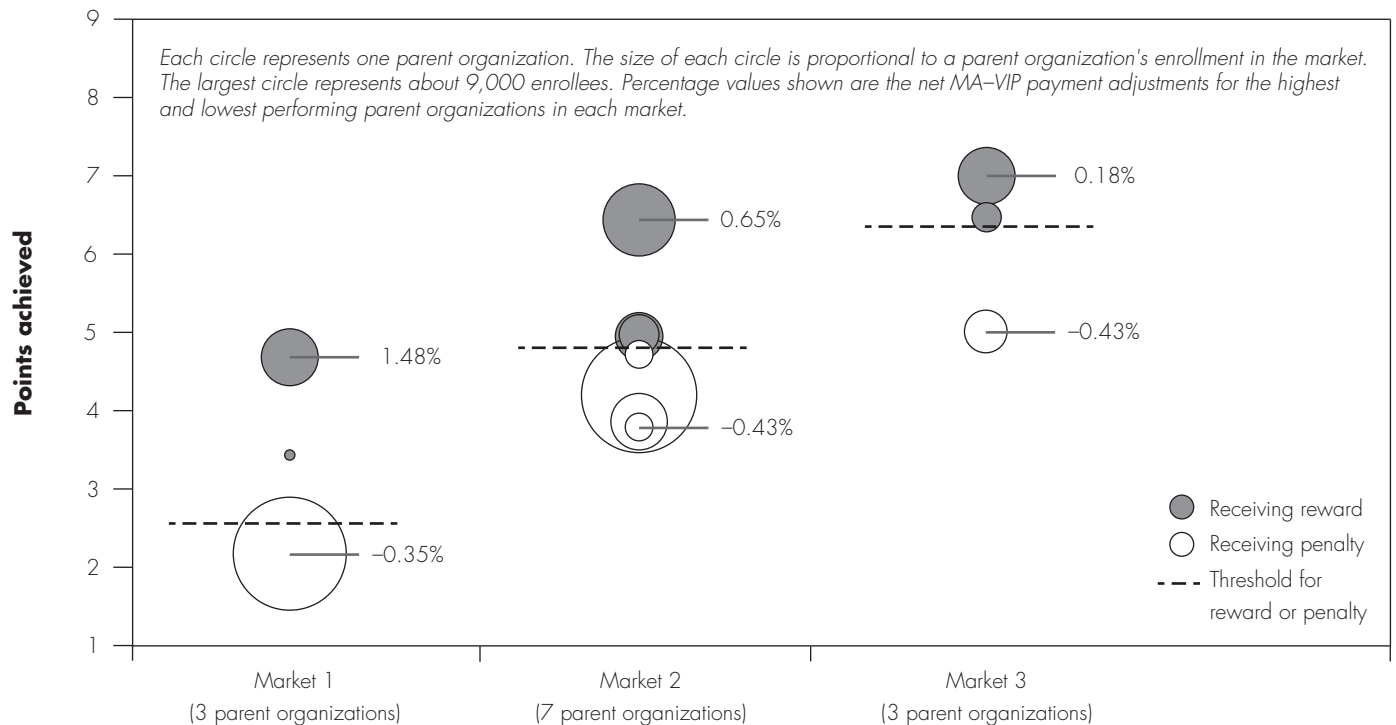 9
Each circle represents one parent organization. The size of each circle is proportional to a parent organization's enrollment in the market.
The largest circle represents about 9,000 enrollees. Percentage values shown are the net MA–VIP payment adjustments for the highest
and lowest performing parent organizations in each market.
8
7
6
5
4
3
2
1
Points achieved
1.48%
–0.35%
0.65%
–0.43%
0.18%
–0.43%
Receiving reward
Receiving penalty
Threshold for
reward or penalty
Market 1
(3 parent organizations)
Market 2
(7 parent organizations)
Market 3
(3 parent organizations)